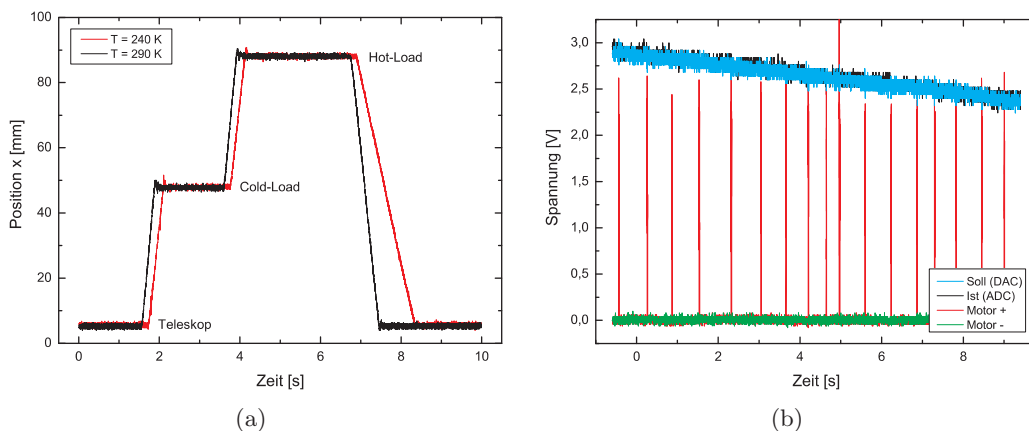 T = 240 K
T = 290 K
Hot-Load
Cold-Load
Teleskop
Position x [mm]
100
80
60
40
20
0
0 2 4 6 8 10
Zeit [s]
(a)
Spannung [V]
3,0
2,5
2,0
1,5
1,0
0,5
0,0
Soll (DAC)
Ist (ADC)
Motor +
Motor -
0 2 4 6 8
Zeit [s]
(b)